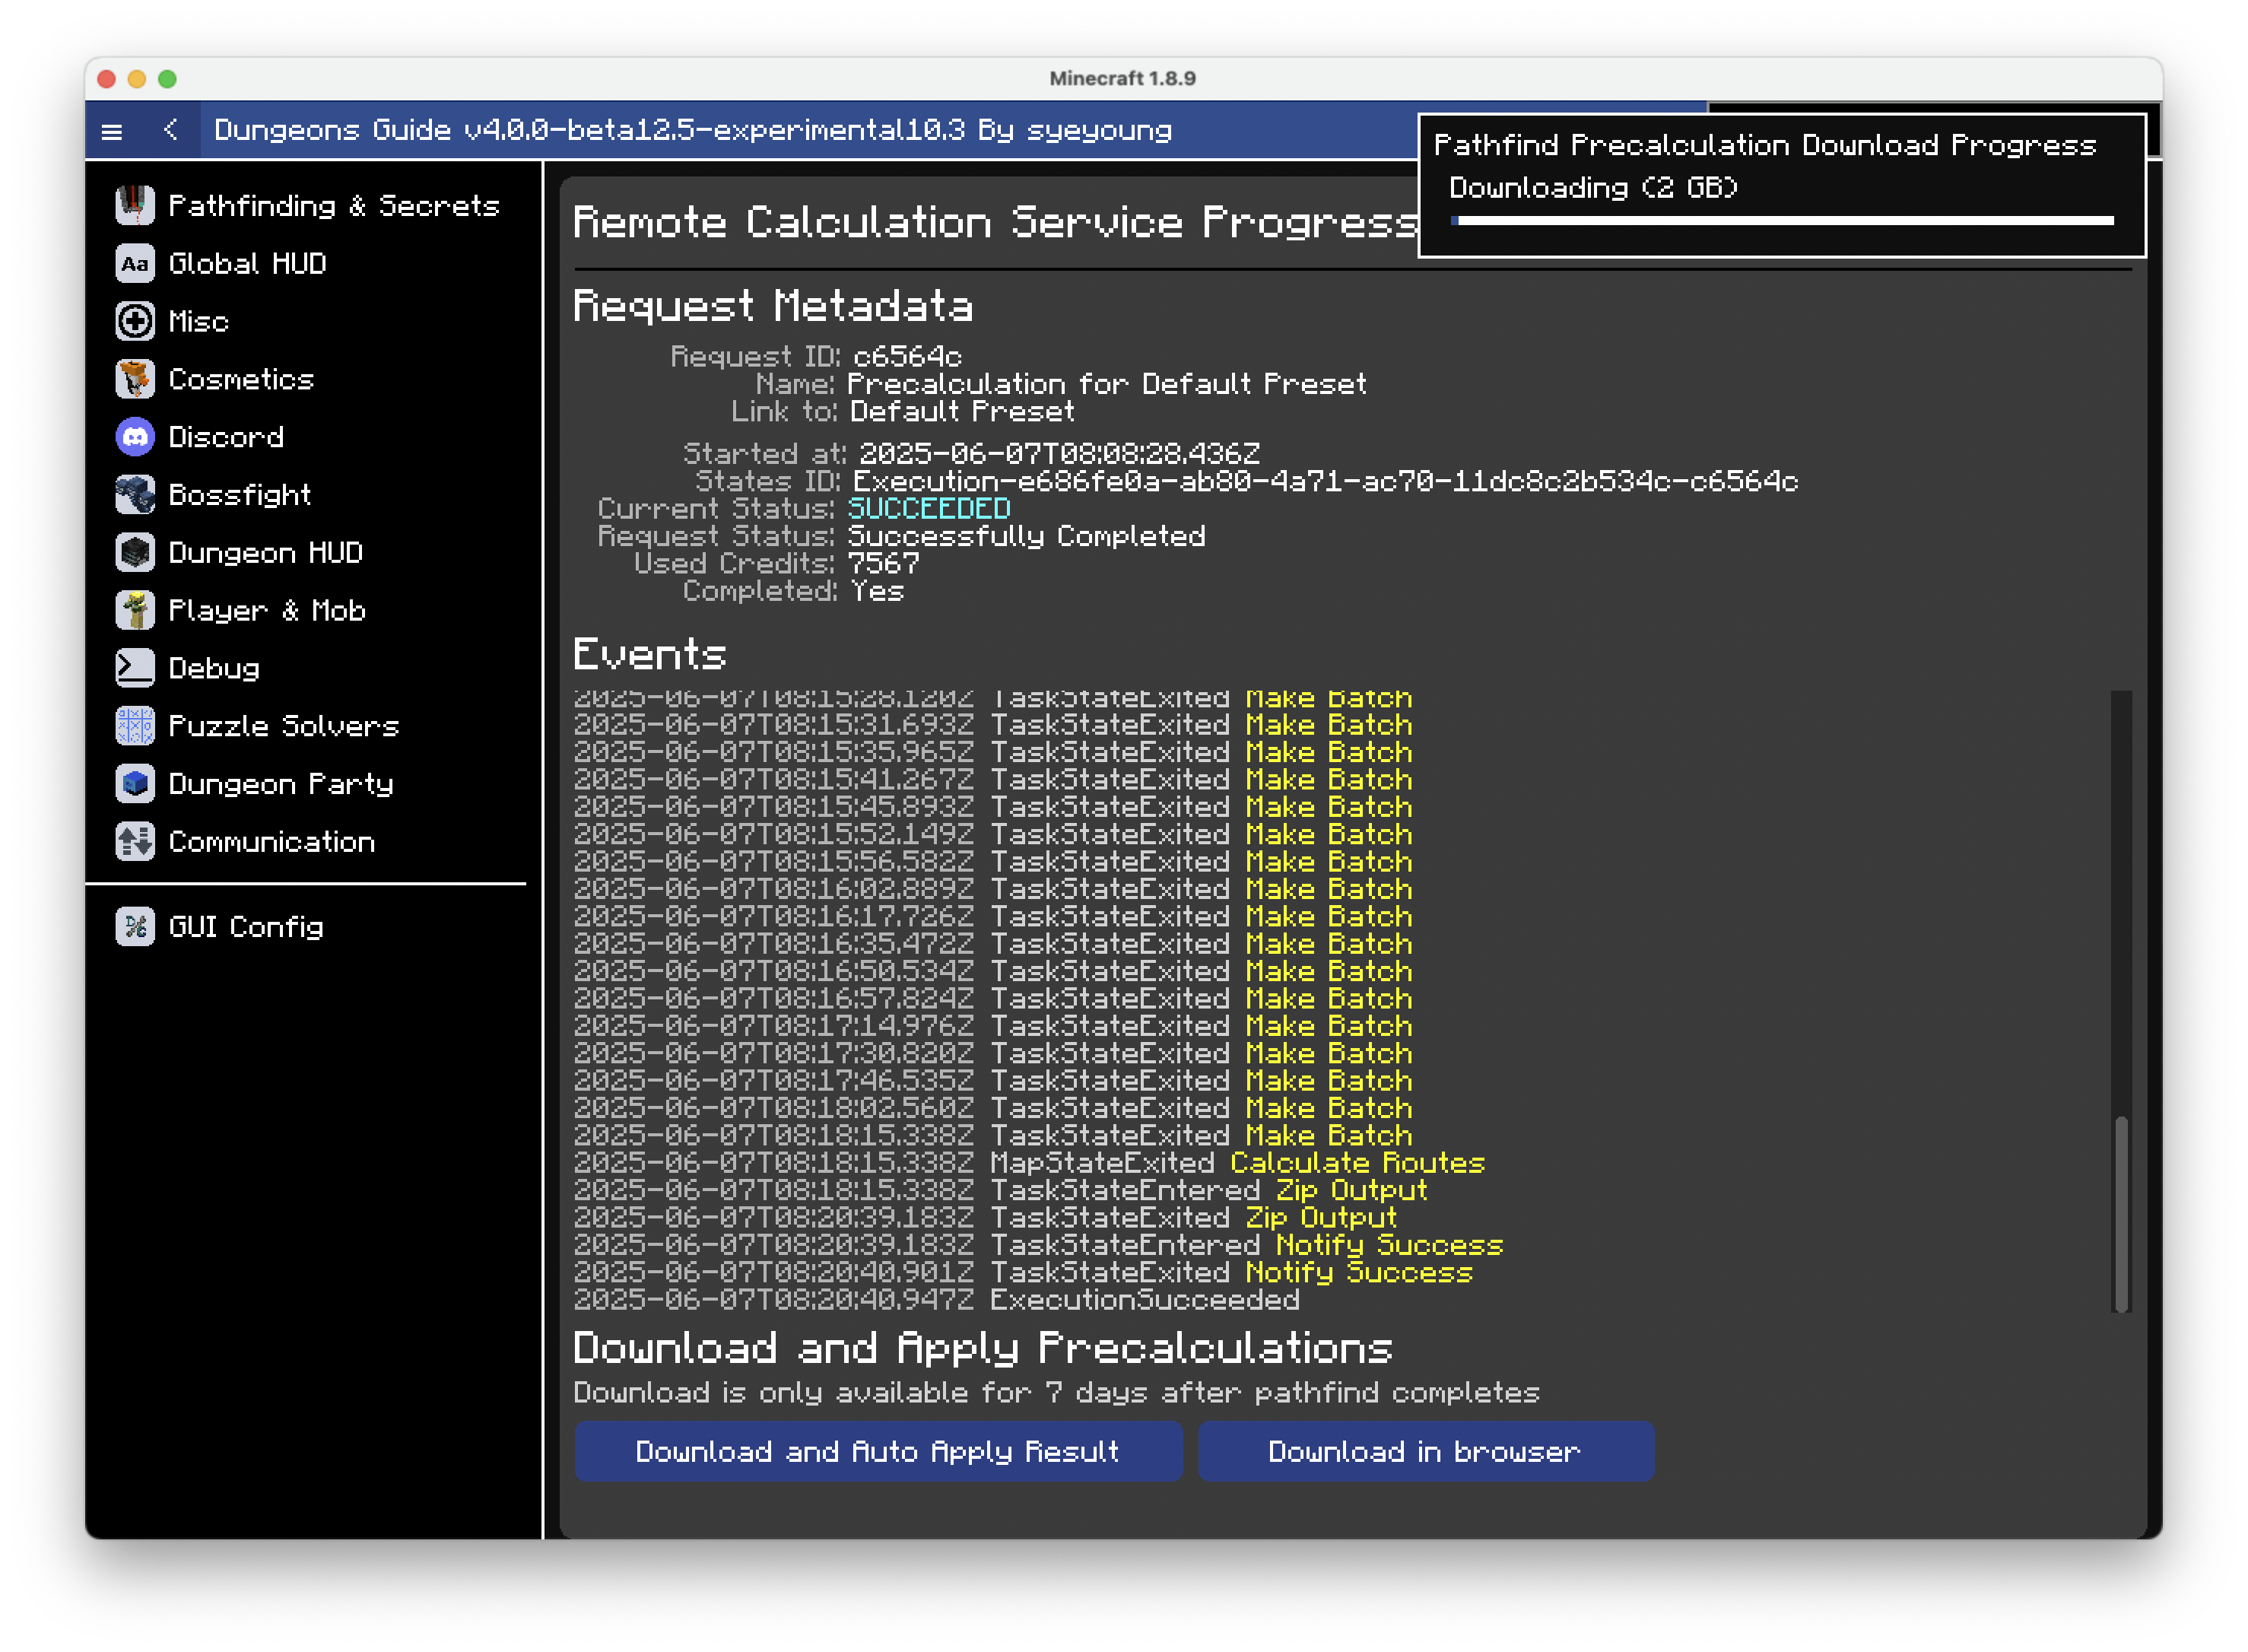 Minecraft 1.8.9
Dungeons Guide v4.0.0-beta12.5-experimental10.3 By syeyoung
Pathfind Precalculation Download Progress
Downloading (2 GB)
Pathfinding & Secrets
Aa Global HUD
Misc
Cosmetics
Discord
Bossfight
Dungeon HUD
Player & Mob
Debug
Puzzle Solvers
Dungeon Party
Communication
GUI Config
Remote Calculation Service Progress
Request Metadata
Request ID: c6564c
Name: Precalculation for Default Preset
Link to: Default Preset
Started at: 2025-06-07T08:08:28.436Z
States ID: Execution-e686fe0a-ab80-4a71-ac70-11dc8c2b534c-c6564c
Current Status: SUCCEEDED
Request Status: Successfully Completed
Used Credits: 7567
Completed: Yes
Events
2025-06-07T08:15:28.120Z TaskStateExited Make Batch
2025-06-07T08:15:31.693Z TaskStateExited Make Batch
2025-06-07T08:15:35.965Z TaskStateExited Make Batch
2025-06-07T08:15:41.267Z TaskStateExited Make Batch
2025-06-07T08:15:45.893Z TaskStateExited Make Batch
2025-06-07T08:15:52.149Z TaskStateExited Make Batch
2025-06-07T08:15:56.582Z TaskStateExited Make Batch
2025-06-07T08:16:02.889Z TaskStateExited Make Batch
2025-06-07T08:16:17.726Z TaskStateExited Make Batch
2025-06-07T08:16:35.472Z TaskStateExited Make Batch
2025-06-07T08:16:50.534Z TaskStateExited Make Batch
2025-06-07T08:16:57.824Z TaskStateExited Make Batch
2025-06-07T08:17:14.976Z TaskStateExited Make Batch
2025-06-07T08:17:30.820Z TaskStateExited Make Batch
2025-06-07T08:17:46.535Z TaskStateExited Make Batch
2025-06-07T08:18:02.560Z TaskStateExited Make Batch
2025-06-07T08:18:15.338Z TaskStateExited Make Batch
2025-06-07T08:18:15.338Z MapStateExited Calculate Routes
2025-06-07T08:18:15.338Z TaskStateEntered Zip Output
2025-06-07T08:20:39.183Z TaskStateExited Zip Output
2025-06-07T08:20:39.183Z TaskStateEntered Notify Success
2025-06-07T08:20:40.901Z TaskStateExited Notify Success
2025-06-07T08:20:40.947Z ExecutionSucceeded
Download and Apply Precalculations
Download is only available for 7 days after pathfind completes
Download and Auto Apply Result
Download in browser